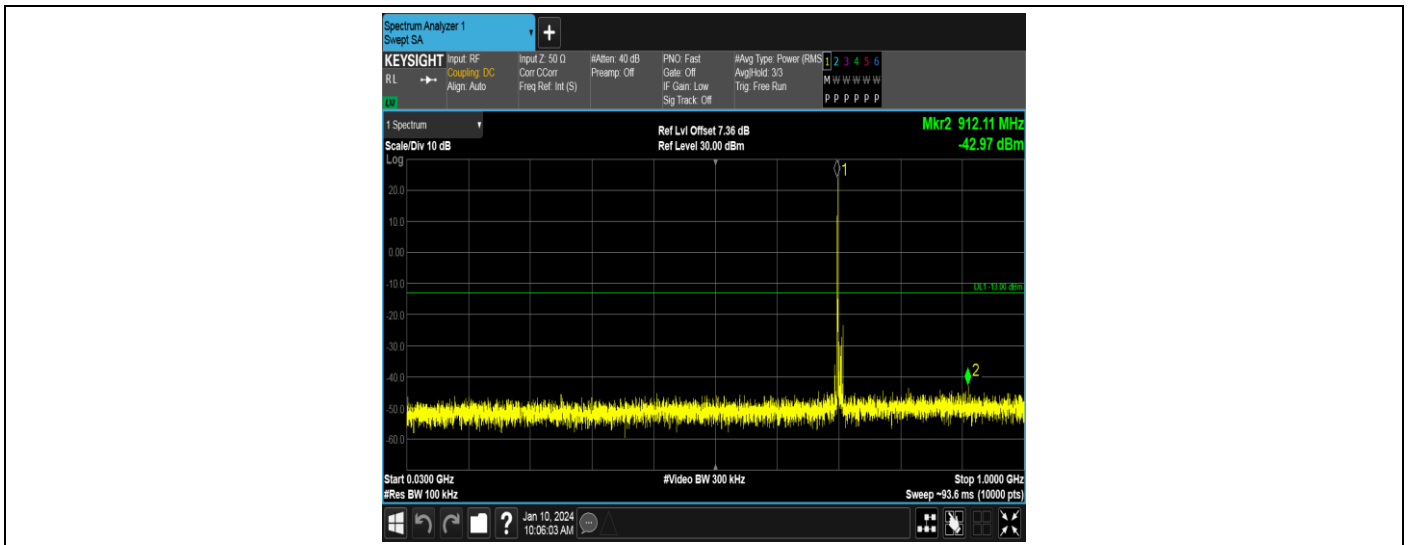 Spectrum Analyzer 1
Swept SA
+
KEYSIGHT Input: RF Input Z: 50 Ω #Atten: 40 dB PNO: Fast #Avg Type: Power (RMS 1 2 3 4 5 6
RL Coupling: DC Corr CCorr Preamp: Off Gate: Off Avg|Hold: 3/3 M W W W W W
Align: Auto Freq Ref: Int (S) IF Gain: Low Trig: Free Run
Sig Track: Off P P P P P P
1 Spectrum Ref Lvl Offset 7.36 dB Mkr2 912.11 MHz
Scale/Div 10 dB Ref Level 30.00 dBm -42.97 dBm
Log
1
20.0
10.0
0.00
-10.0
DL1 -13.00 dBm
-20.0
-30.0
-40.0
2
-50.0
-60.0
Start 0.0300 GHz #Video BW 300 kHz Stop 1.0000 GHz
#Res BW 100 kHz Sweep ~93.6 ms (10000 pts)
? Jan 10, 2024
10:06:03 AM